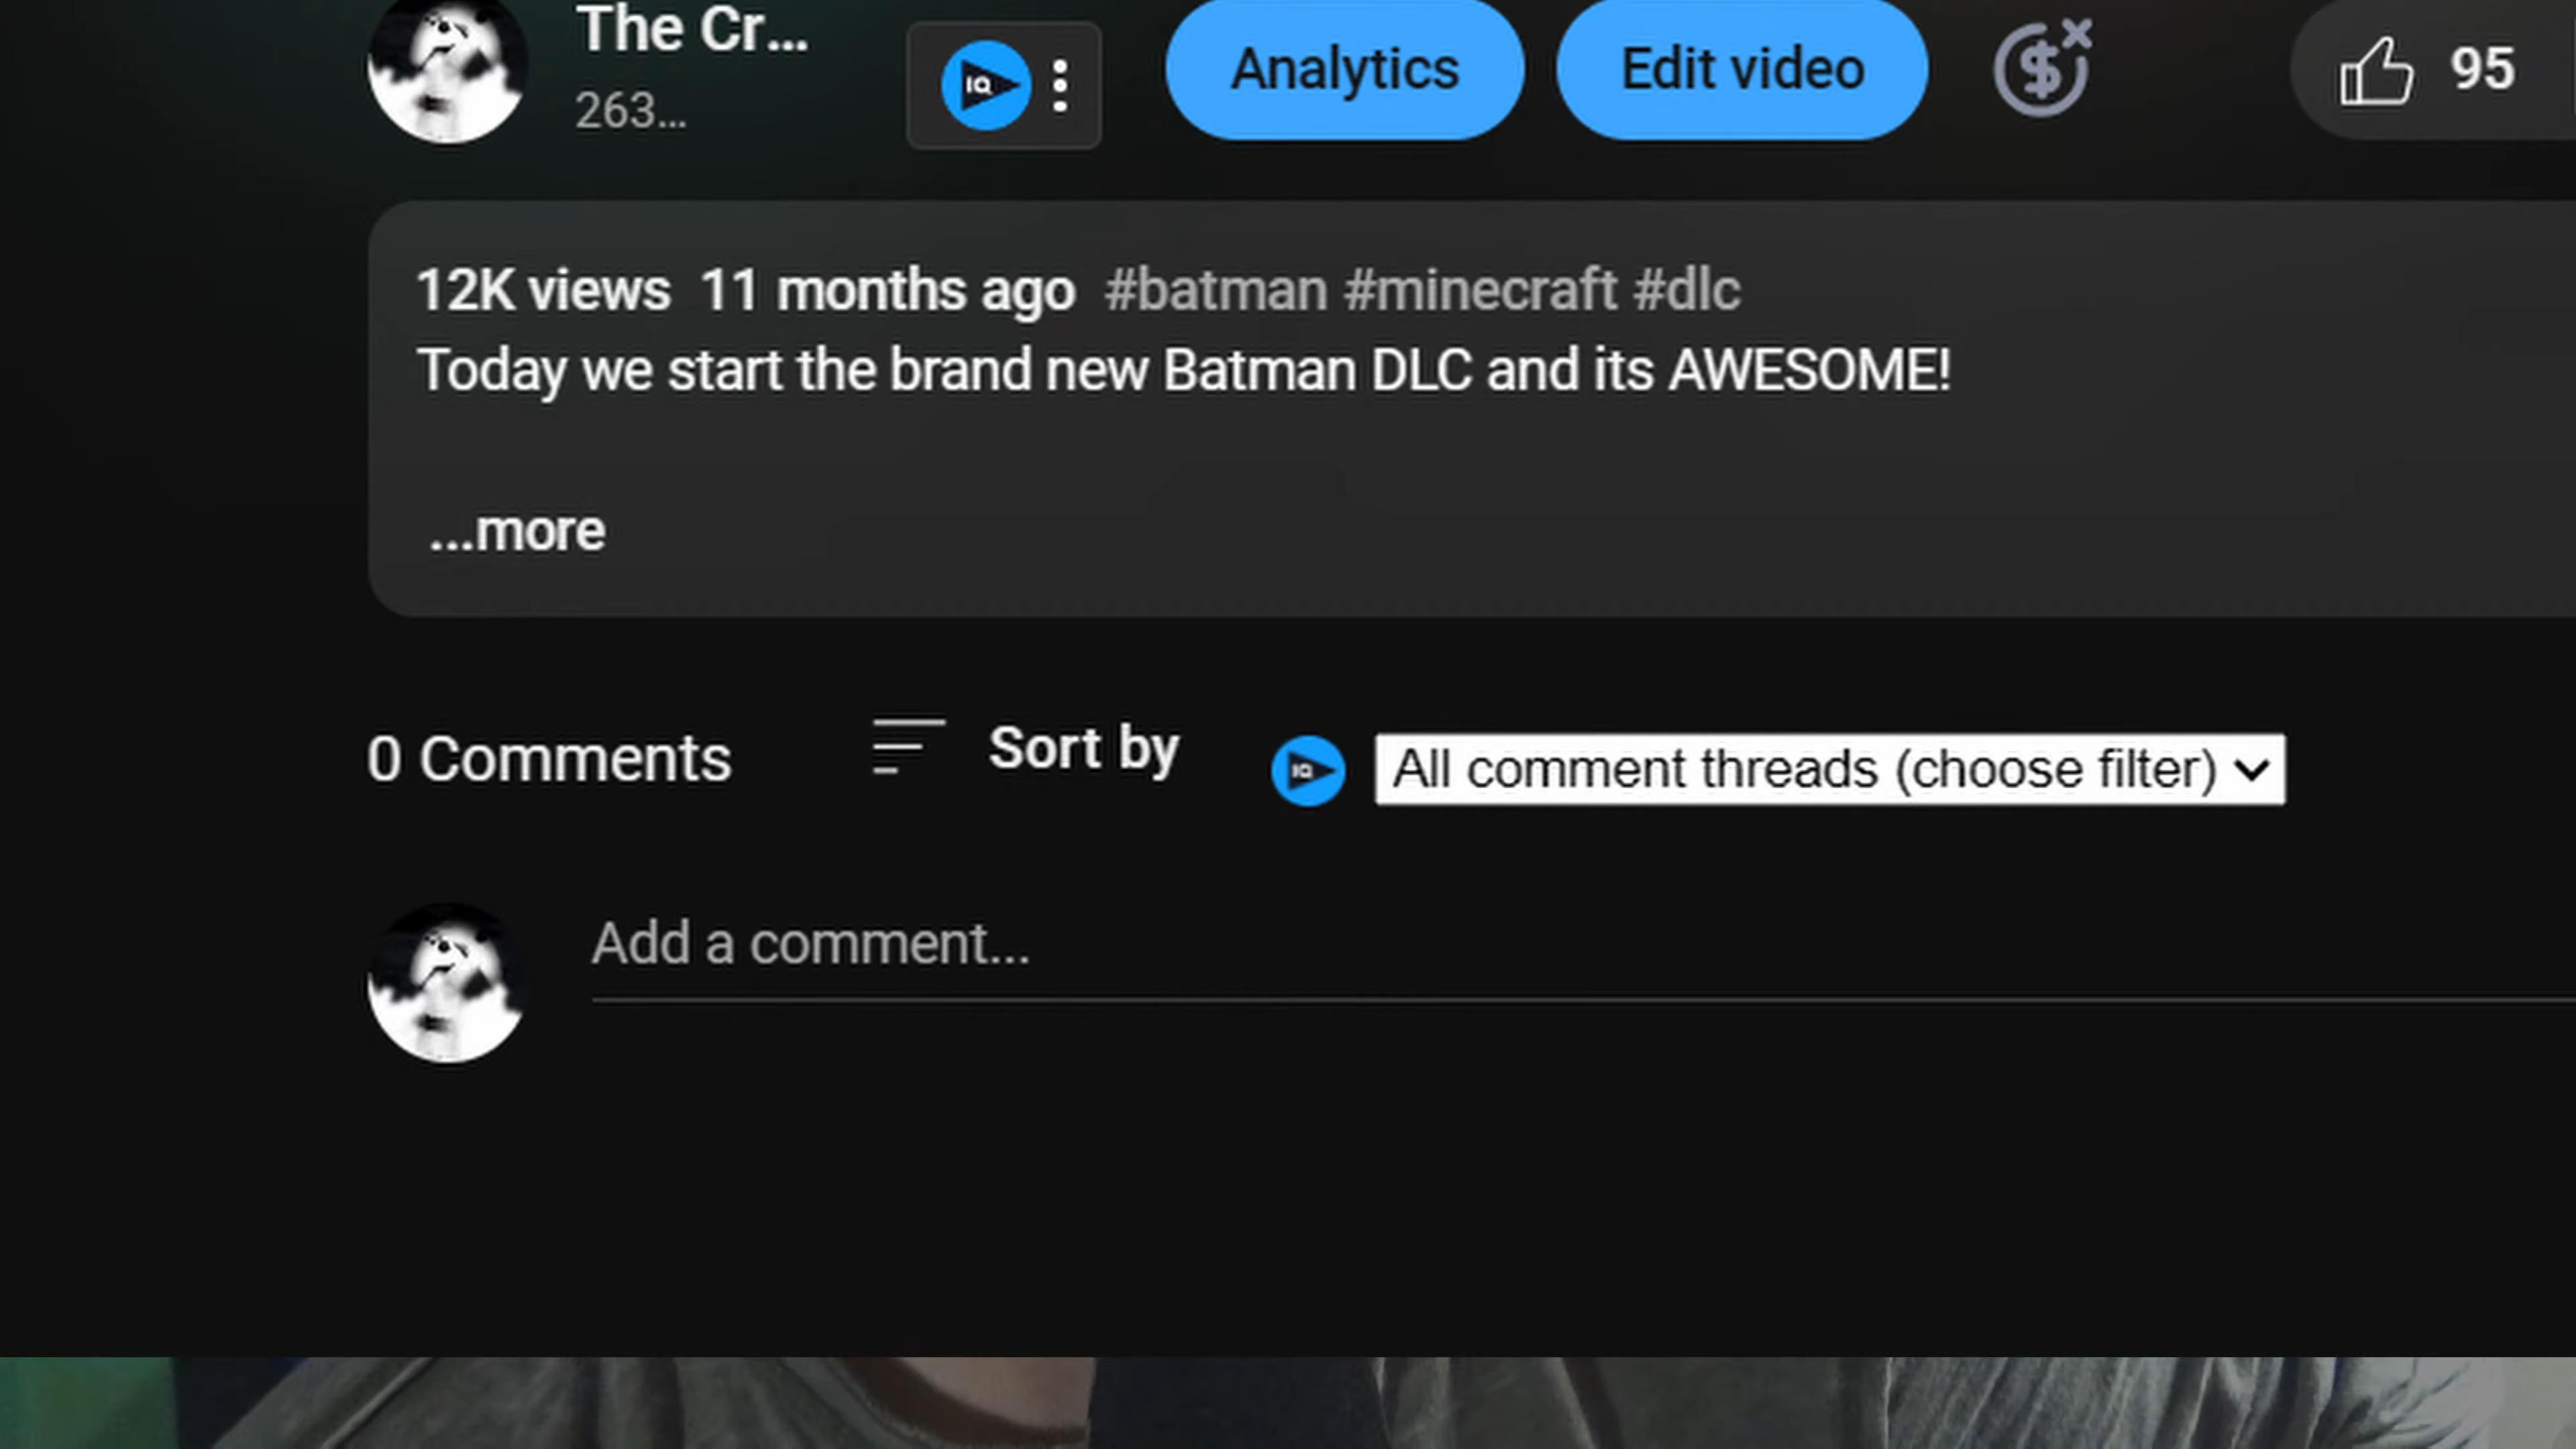 The Cr...
263...
IQ
Analytics
Edit video
95
12K views 11 months ago #batman #minecraft #dlc
Today we start the brand new Batman DLC and its AWESOME!
...more
0 Comments
Sort by
IQ
All comment threads (choose filter)
Add a comment...